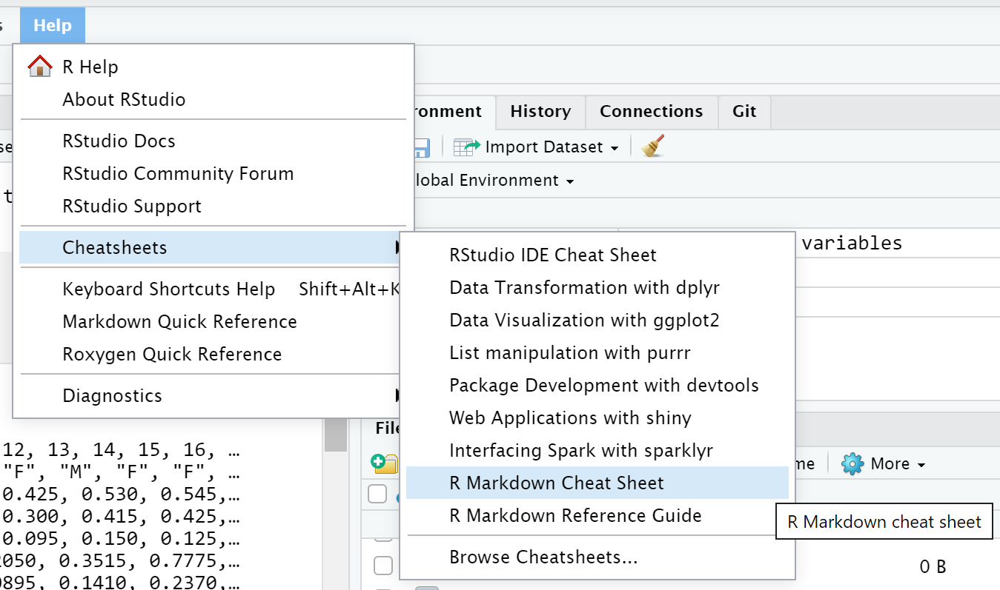 Help
R Help
About RStudio
RStudio Docs
RStudio Community Forum
RStudio Support
Cheatsheets
Keyboard Shortcuts Help Shift+Alt+K
Markdown Quick Reference
Roxygen Quick Reference
Diagnostics
RStudio IDE Cheat Sheet
Data Transformation with dplyr
Data Visualization with ggplot2
List manipulation with purrr
Package Development with devtools
Web Applications with shiny
Interfacing Spark with sparklyr
R Markdown Cheat Sheet
R Markdown Reference Guide
Browse Cheatsheets...
R Markdown cheat sheet
ronment History Connections Git
Import Dataset
lobal Environment
variables
File
me More
0 B
12, 13, 14, 15, 16, …
"F", "M", "F", "F", …
0.425, 0.530, 0.545,…
0.300, 0.415, 0.425,…
0.095, 0.150, 0.125,…
2050, 0.3515, 0.7775,…
0895, 0.1410, 0.2370,…